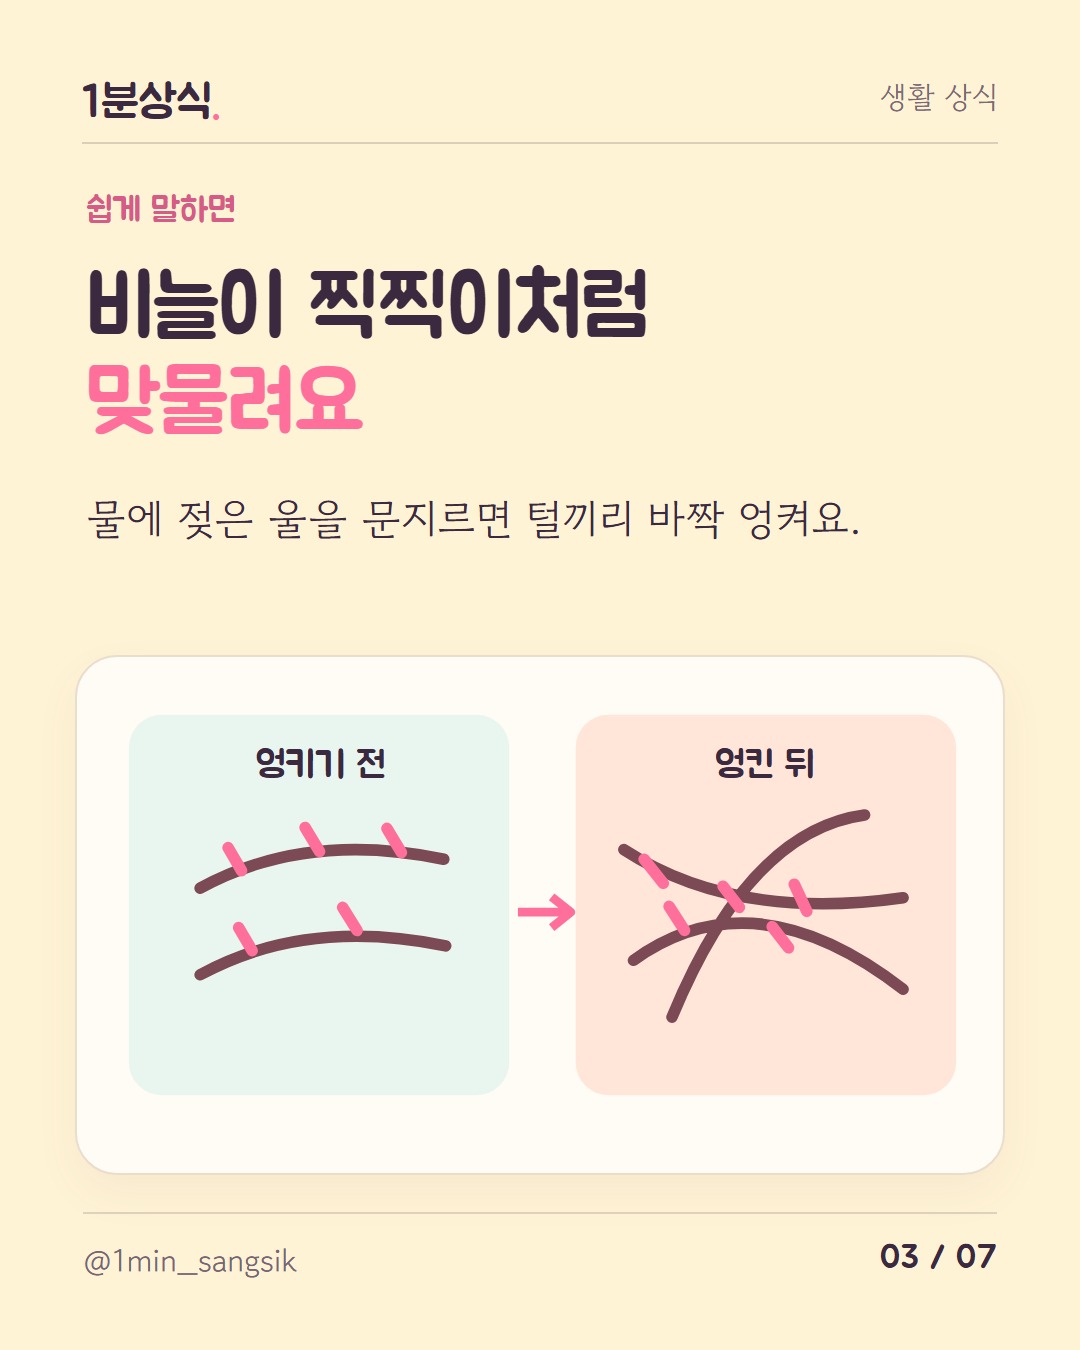 1분상식.
생활 상식
쉽게 말하면
비늘이 찍찍이처럼
맞물려요
물에 젖은 울을 문지르면 털끼리 바짝 엉켜요.
엉키기 전
엉킨 뒤
@1min_sangsik
03 / 07